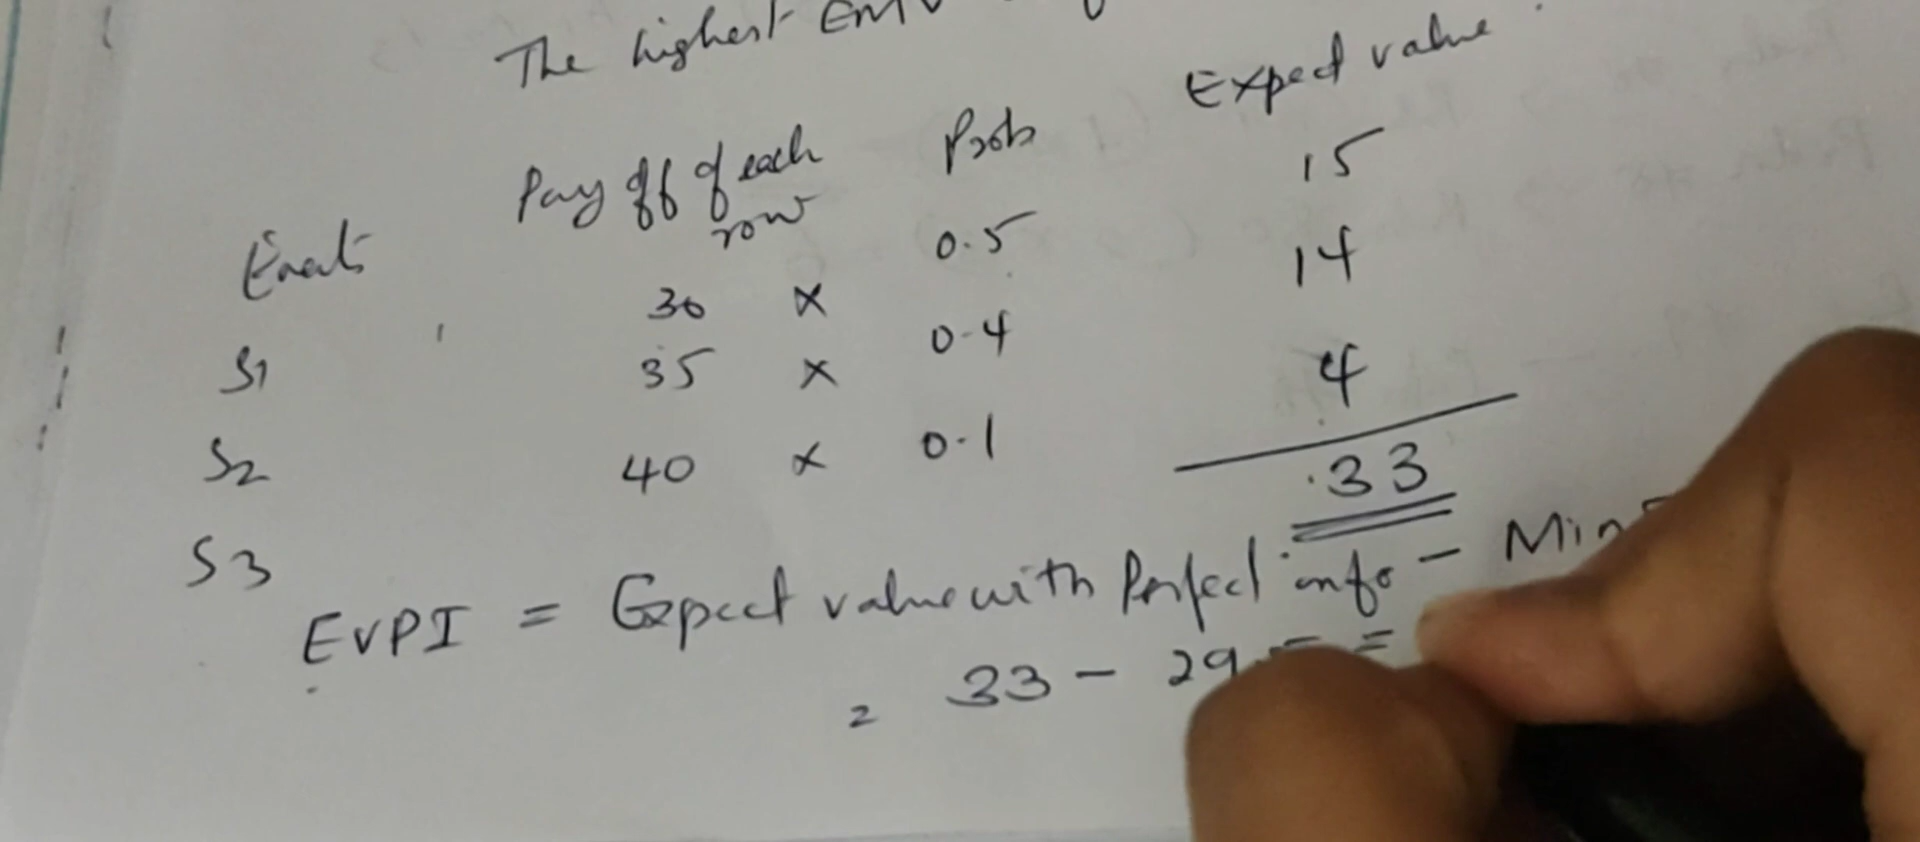 The highest EMV
Events Pay off of each row Prob Expect value
S1 30 x 0.5 15
S2 35 x 0.4 14
S3 40 x 0.1 4
33
EVPI = Expect value with Perfect info -
= 33 - 29